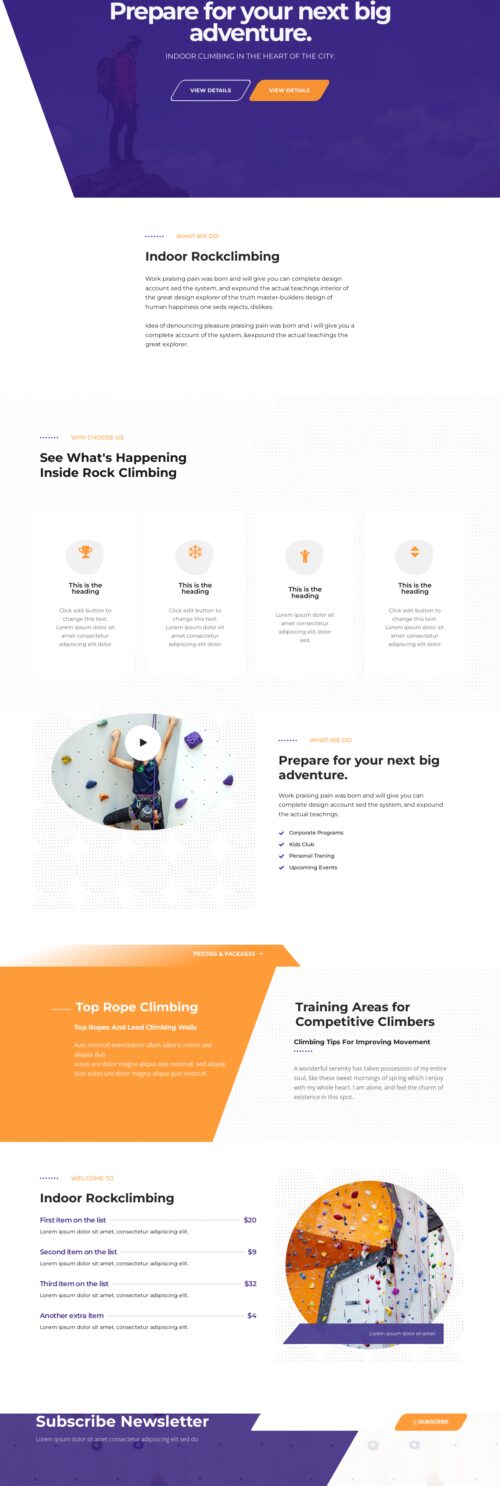 Prepare for your next big
adventure.
INDOOR CLIMBING IN THE HEART OF THE CITY.
VIEW DETAILS
VIEW DETAILS
WHAT WE DO
Indoor Rockclimbing
Work praising pain was born and will give you can complete design
account sed the system, and expound the actual teachngs interior of
the great design explorer of the truth master-builders design of
human happiness one seds rejects, dislikes.
Idea of denouncing pleasure praising pain was born and i will give you a
complete account of the system, &expound the actual teachings the
great explorer.
WHY CHOOSE US
See What's Happening
Inside Rock Climbing
This is the
heading
Click edit button to
change this text.
Lorem ipsum dolor sit
amet consectetur
adipiscing elit dolor
This is the
heading
Click edit button to
change this text.
Lorem ipsum dolor sit
amet consectetur
adipiscing elit dolor
This is the
heading
Lorem ipsum dolor sit
amet consectetur
adipiscing elit dolor
sed.
This is the
heading
Click edit button to
change this text.
Lorem ipsum dolor sit
amet consectetur
adipiscing elit dolor
WHAT WE DO
Prepare for your next big
adventure.
Work praising pain was born and will give you can
complete design account sed the system, and expound
the actual teachngs.
Corporate Programs
Kids Club
Personal Traning
Upcoming Events
PRICING & PACKAGES
Top Rope Climbing
Top Ropes And Lead Climbing Walls
Auis nostrud exercitation ullam laboris nisitm sed
aliquip duis
autes ure dolor magna aliqua quis nostrud. sed aliquip
duis autes ure dolor magna aliqua quis nostrud.
Training Areas for
Competitive Climbers
Climbing Tips For Improving Movement
A wonderful serenity has taken possession of my entire
soul, like these sweet mornings of spring which I enjoy
with my whole heart. I am alone, and feel the charm of
existence in this spot.
WELCOME TO
Indoor Rockclimbing
First item on the list $20
Lorem ipsum dolor sit amet, consectetur adipiscing elit.
Second item on the list $9
Lorem ipsum dolor sit amet, consectetur adipiscing elit.
Third item on the list $32
Lorem ipsum dolor sit amet, consectetur adipiscing elit.
Another extra item $4
Lorem ipsum dolor sit amet, consectetur adipiscing elit.
Lorem ipsum dolor sit amet
Subscribe Newsletter
Lorem ipsum dolor sit amet consectetur adipiscing elit sed do
SUBSCRIBE